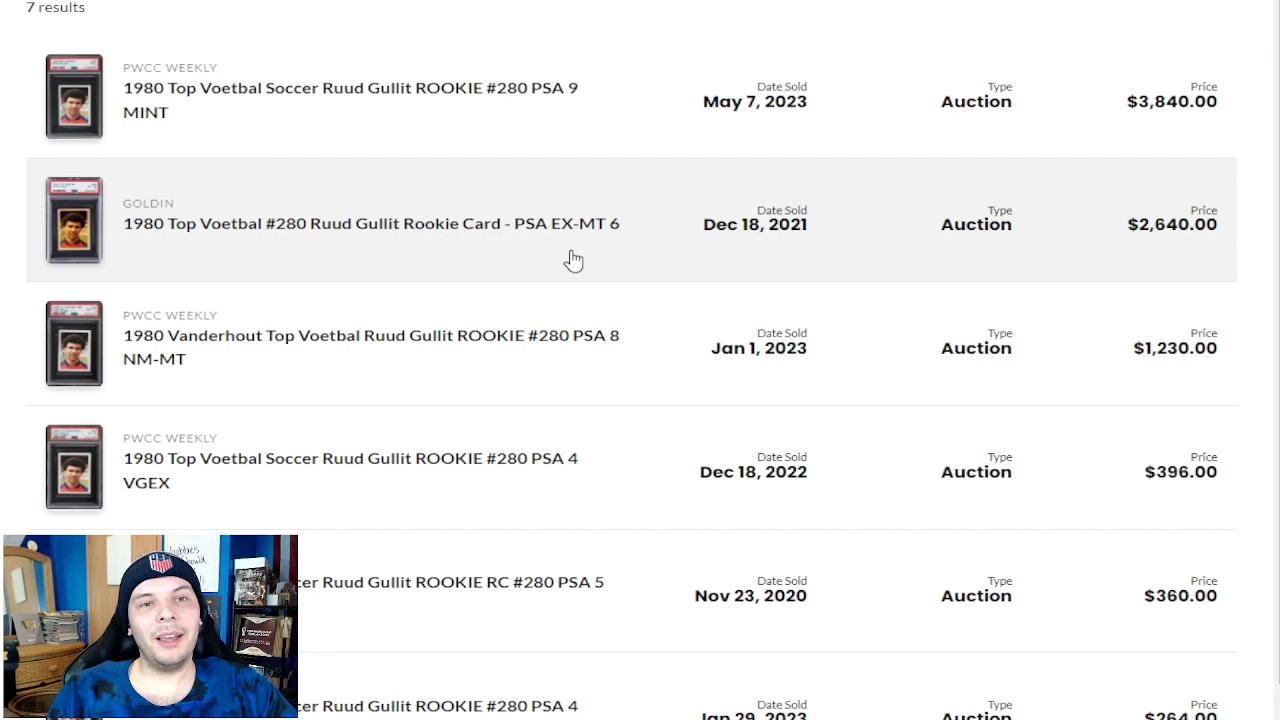 7 results
PWCC WEEKLY
1980 Top Voetbal Soccer Ruud Gullit ROOKIE #280 PSA 9
MINT
Date Sold
May 7, 2023
Type
Auction
Price
$3,840.00
GOLDIN
1980 Top Voetbal #280 Ruud Gullit Rookie Card - PSA EX-MT 6
Date Sold
Dec 18, 2021
Type
Auction
Price
$2,640.00
PWCC WEEKLY
1980 Vanderhout Top Voetbal Ruud Gullit ROOKIE #280 PSA 8
NM-MT
Date Sold
Jan 1, 2023
Type
Auction
Price
$1,230.00
PWCC WEEKLY
1980 Top Voetbal Soccer Ruud Gullit ROOKIE #280 PSA 4
VGEX
Date Sold
Dec 18, 2022
Type
Auction
Price
$396.00
cer Ruud Gullit ROOKIE RC #280 PSA 5
Date Sold
Nov 23, 2020
Type
Auction
Price
$360.00
cer Ruud Gullit ROOKIE #280 PSA 4
Date Sold
Jan 29, 2023
Type
Auction
Price
$264.00